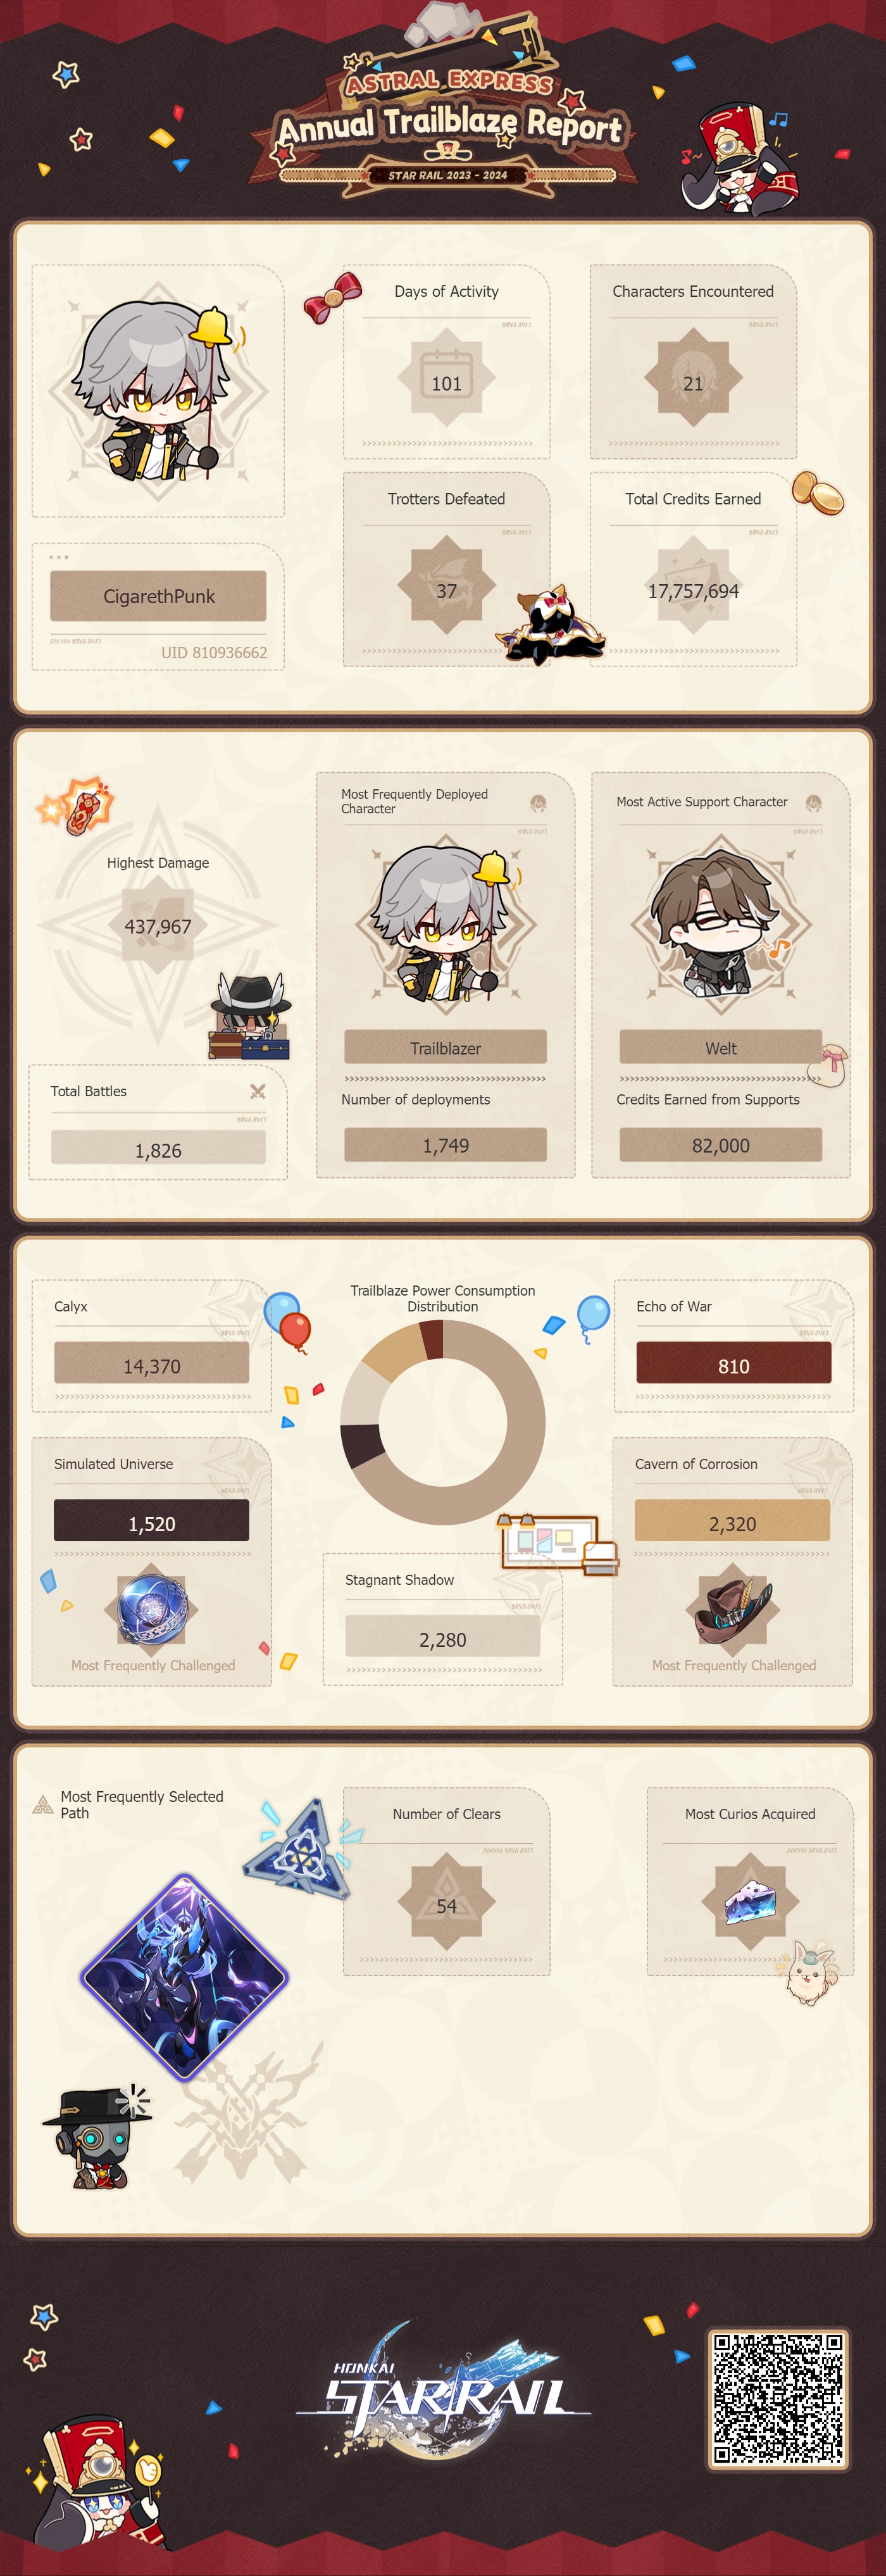 ASTRAL EXPRESS
Annual Trailblaze Report
STAR RAIL 2023 - 2024
Days of Activity
101
Characters Encountered
21
Trotters Defeated
37
Total Credits Earned
17,757,694
CigarethPunk
UID 810936662
Highest Damage
437,967
Total Battles
1,826
Most Frequently Deployed
Character
Trailblazer
Number of deployments
1,749
Most Active Support Character
Welt
Credits Earned from Supports
82,000
Calyx
14,370
Trailblaze Power Consumption
Distribution
Echo of War
810
Simulated Universe
1,520
Most Frequently Challenged
Stagnant Shadow
2,280
Cavern of Corrosion
2,320
Most Frequently Challenged
Most Frequently Selected
Path
Number of Clears
54
Most Curios Acquired
HONKAI
STAR RAIL